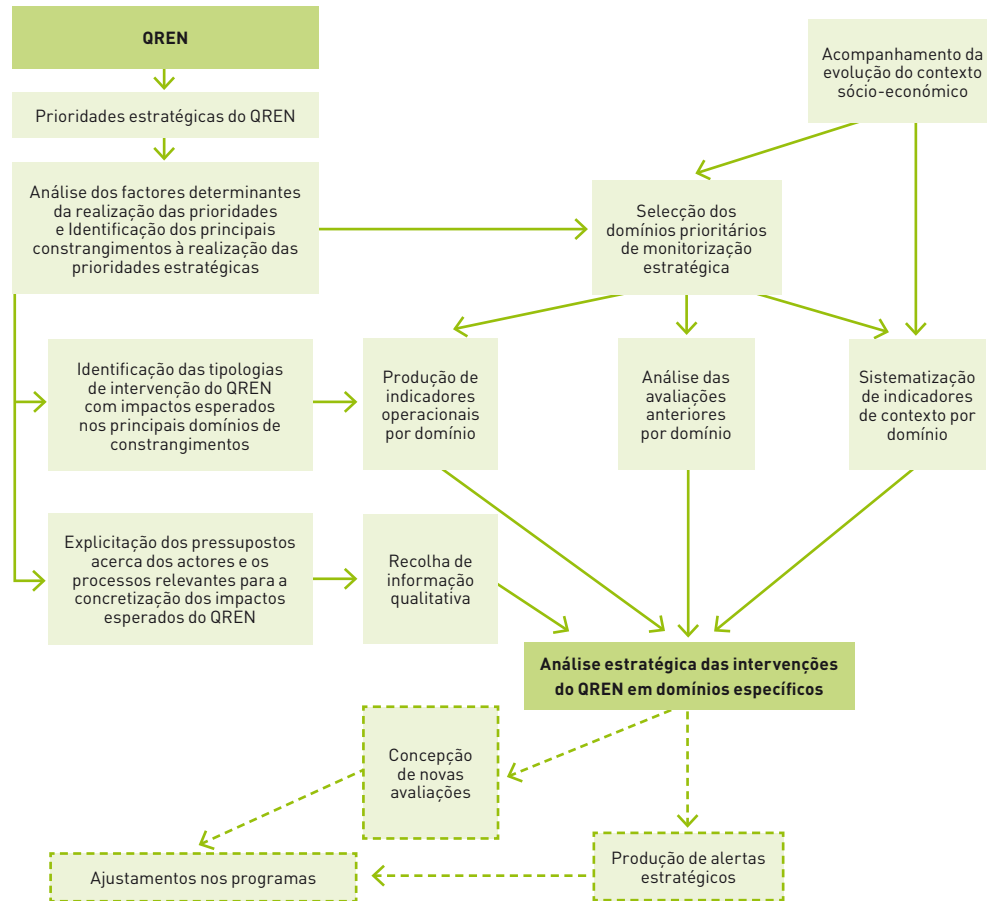 QREN
Acompanhamento da
evolução do contexto
sócio-económico
Prioridades estratégicas do QREN
Análise dos factores determinantes
da realização das prioridades
e Identificação dos principais
constrangimentos à realização das
prioridades estratégicas
Selecção dos
domínios prioritários
de monitorização
estratégica
Identificação das tipologias
de intervenção do QREN
com impactos esperados
nos principais domínios de
constrangimentos
Produção de
indicadores
operacionais
por domínio
Análise das
avaliações
anteriores
por domínio
Sistematização
de indicadores
de contexto por
domínio
Explicitação dos pressupostos
acerca dos actores e os
processos relevantes para a
concretização dos impactos
esperados do QREN
Recolha de
informação
qualitativa
Análise estratégica das intervenções
do QREN em domínios específicos
Concepção
de novas
avaliações
Ajustamentos nos programas
Produção de alertas
estratégicos